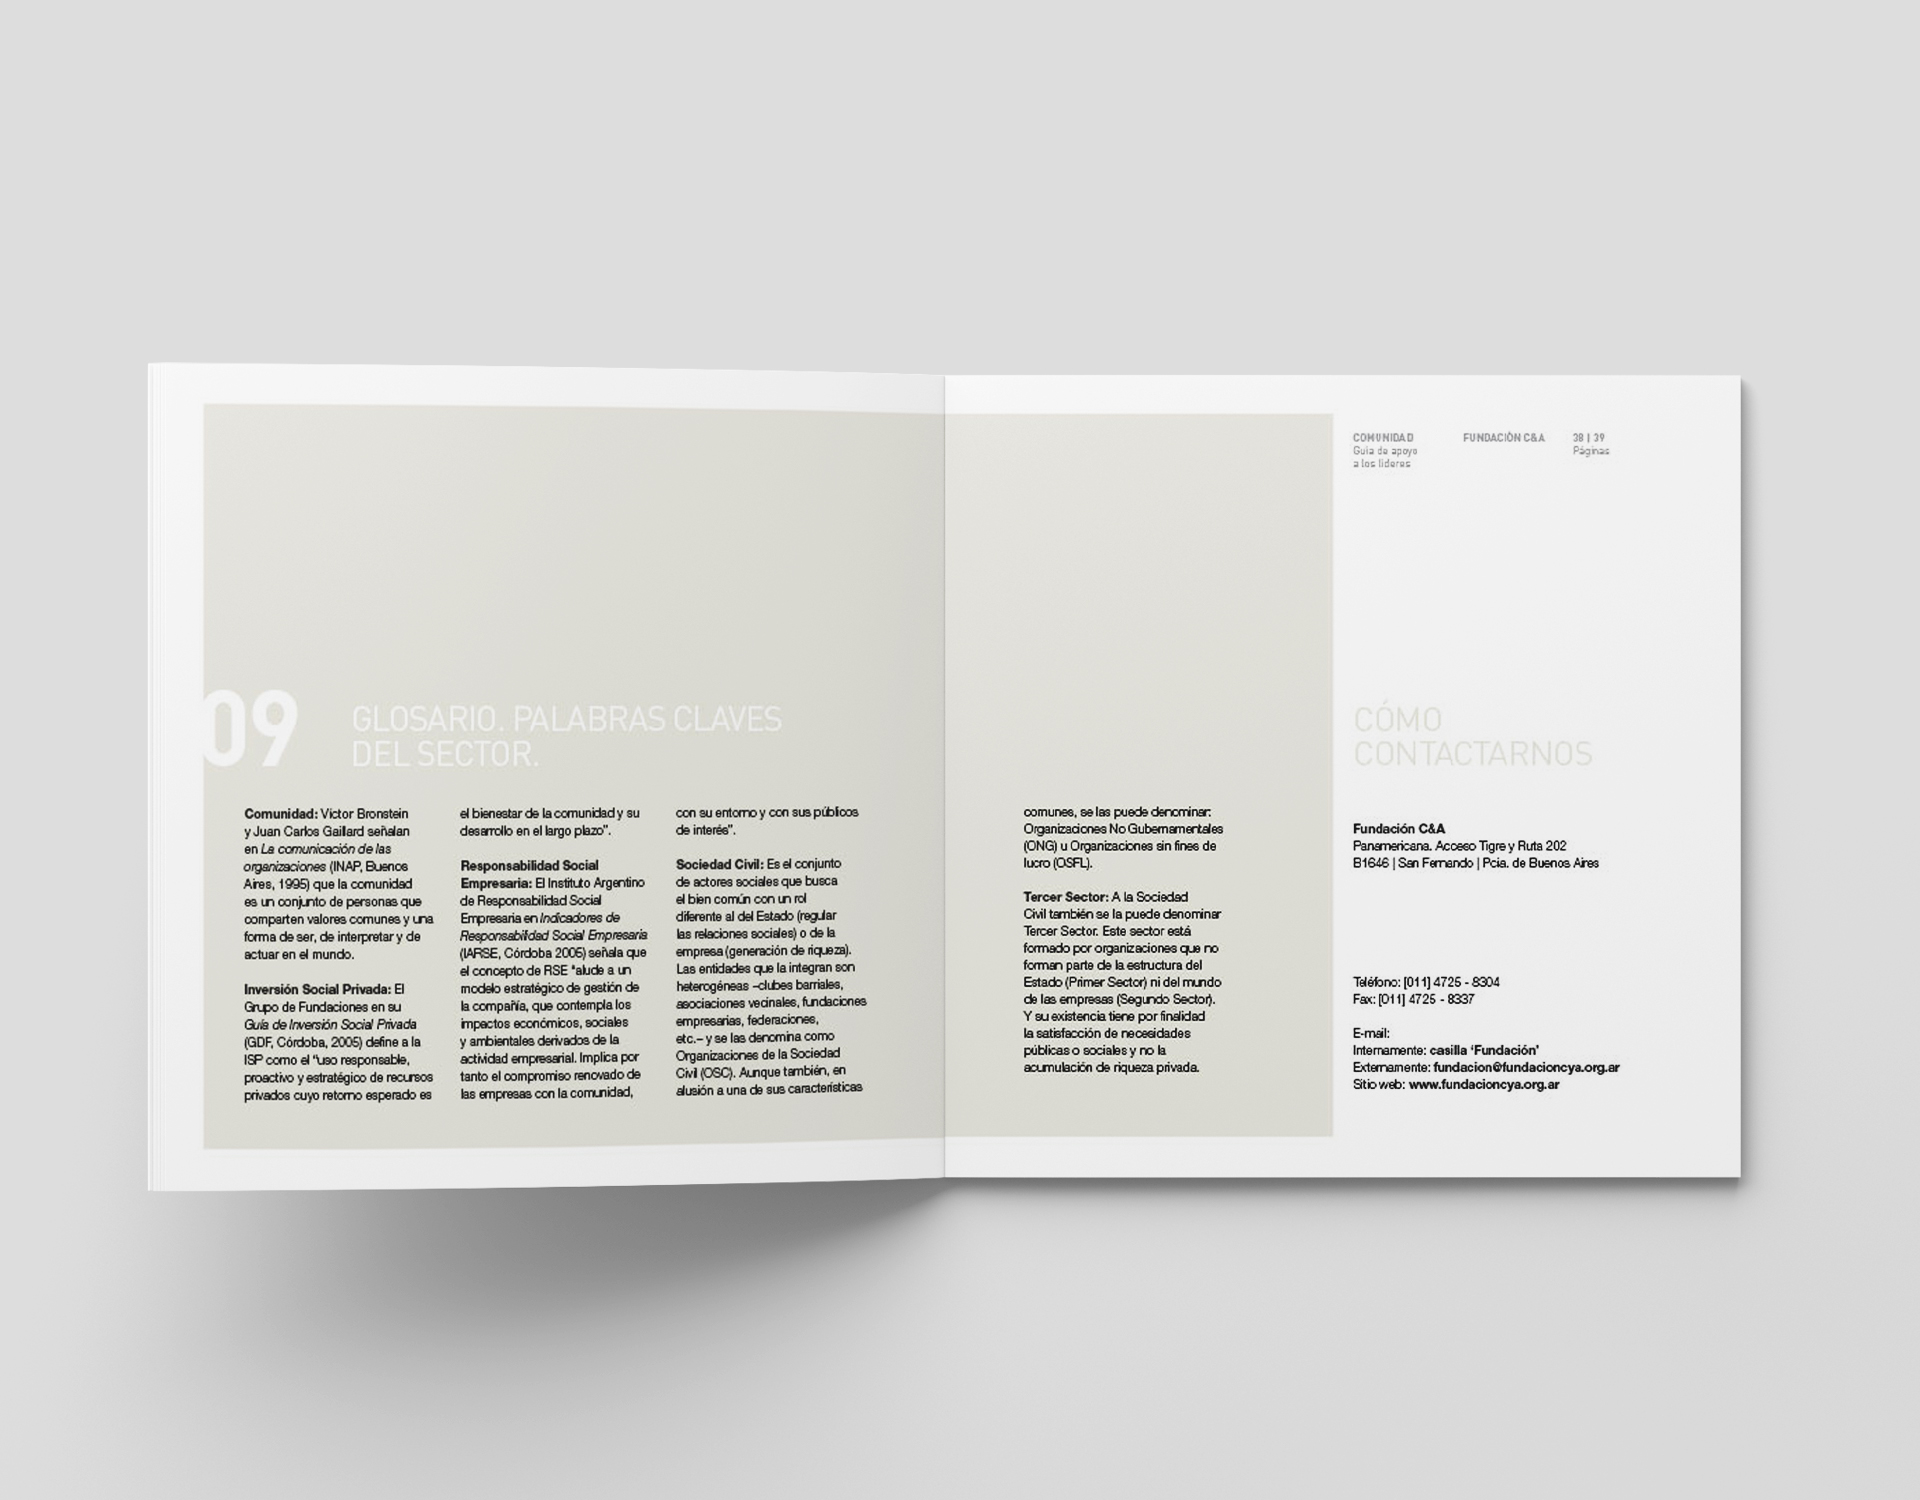 COMUNIDAD
Guía de apoyo
a los líderes
FUNDACIÓN C&A
38 | 39
Páginas
09
GLOSARIO. PALABRAS CLAVES
DEL SECTOR.
Comunidad: Víctor Bronstein
y Juan Carlos Gaillard señalan
en La comunicación de las
organizaciones (INAP, Buenos
Aires, 1995) que la comunidad
es un conjunto de personas que
comparten valores comunes y una
forma de ser, de interpretar y de
actuar en el mundo.
Inversión Social Privada: El
Grupo de Fundaciones en su
Guía de Inversión Social Privada
(GDF, Córdoba, 2005) define a la
ISP como el “uso responsable,
proactivo y estratégico de recursos
privados cuyo retorno esperado es
el bienestar de la comunidad y su
desarrollo en el largo plazo”.
Responsabilidad Social
Empresaria: El Instituto Argentino
de Responsabilidad Social
Empresaria en Indicadores de
Responsabilidad Social Empresaria
(IARSE, Córdoba 2005) señala que
el concepto de RSE “alude a un
modelo estratégico de gestión de
la compañía, que contempla los
impactos económicos, sociales
y ambientales derivados de la
actividad empresarial. Implica por
tanto el compromiso renovado de
las empresas con la comunidad,
con su entorno y con sus públicos
de interés”.
Sociedad Civil: Es el conjunto
de actores sociales que busca
el bien común con un rol
diferente al del Estado (regular
las relaciones sociales) o de la
empresa (generación de riqueza).
Las entidades que la integran son
heterogéneas –clubes barriales,
asociaciones vecinales, fundaciones
empresarias, federaciones,
etc.– y se las denomina como
Organizaciones de la Sociedad
Civil (OSC). Aunque también, en
alusión a una de sus características
comunes, se las puede denominar:
Organizaciones No Gubernamentales
(ONG) u Organizaciones sin fines de
lucro (OSFL).
Tercer Sector: A la Sociedad
Civil también se la puede denominar
Tercer Sector. Este sector está
formado por organizaciones que no
forman parte de la estructura del
Estado (Primer Sector) ni del mundo
de las empresas (Segundo Sector).
Y su existencia tiene por finalidad
la satisfacción de necesidades
públicas o sociales y no la
acumulación de riqueza privada.
CÓMO
CONTACTARNOS
Fundación C&A
Panamericana. Acceso Tigre y Ruta 202
B1646 | San Fernando | Pcia. de Buenos Aires
Teléfono: [011] 4725 - 8304
Fax: [011] 4725 - 8337
E-mail:
Internamente: casilla ‘Fundación’
Externamente: fundacion@fundacioncya.org.ar
Sitio web: www.fundacioncya.org.ar